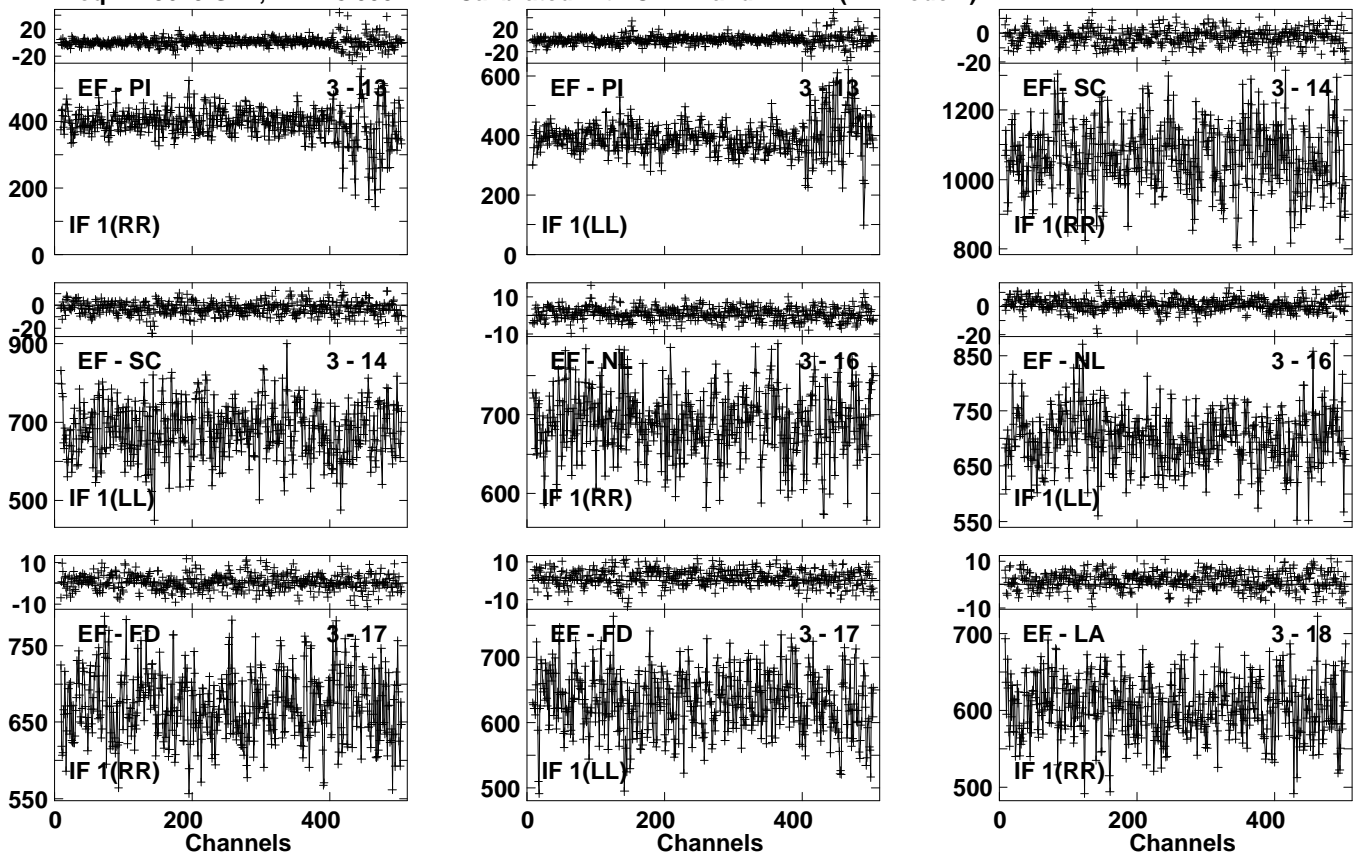 20
-20
EF - PI
3 - 13
400
200
0
IF 1(RR)
20
-20
600
EF - PI
3 - 13
400
200
0
IF 1(LL)
0
-20
EF - SC
3 - 14
1200
1000
800
IF 1(RR)
0
-20
900
EF - SC
3 - 14
700
500
IF 1(LL)
10
-10
EF - NL
3 - 16
700
600
IF 1(RR)
0
-20
850
EF - NL
3 - 16
750
650
550
IF 1(LL)
10
-10
750
EF - FD
3 - 17
650
550
IF 1(RR)
0 200 400
Channels
10
-10
EF - FD
3 - 17
700
600
500
IF 1(LL)
0 200 400
Channels
10
-10
700
EF - LA
3 - 18
600
500
IF 1(RR)
0 200 400
Channels